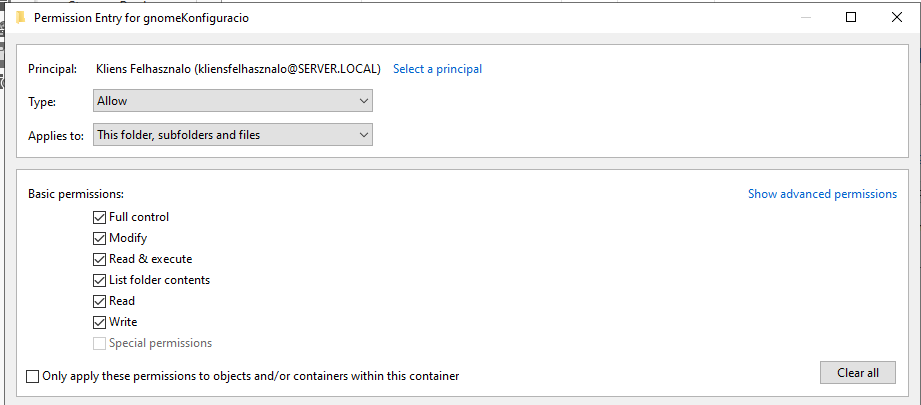 Permission Entry for gnomeKonfiguracio
Principal: Kliens Felhasznalo (kliensfelhasznalo@SERVER.LOCAL) Select a principal
Type: Allow
Applies to: This folder, subfolders and files
Basic permissions: Show advanced permissions
Full control
Modify
Read & execute
List folder contents
Read
Write
Special permissions
Only apply these permissions to objects and/or containers within this container
Clear all